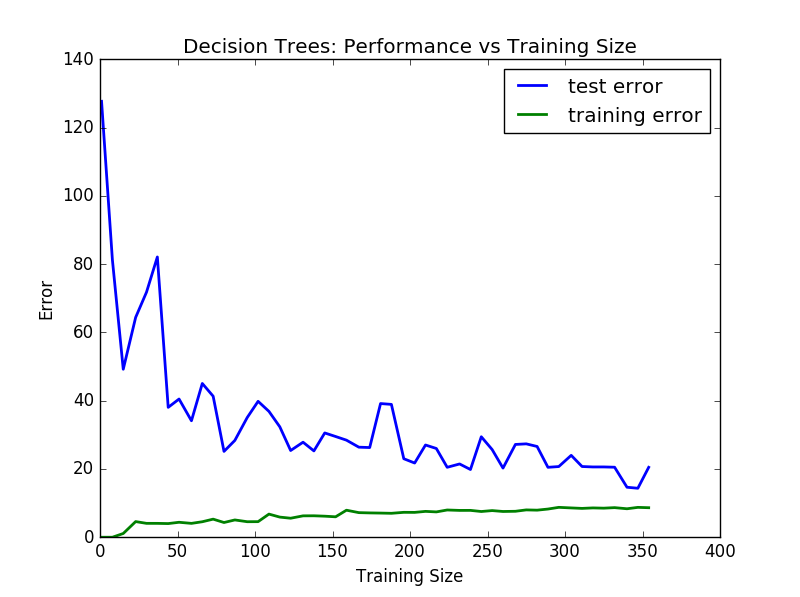 Decision Trees: Performance vs Training Size
140
120
100
80
60
40
20
0
Error
test error
training error
0 50 100 150 200 250 300 350 400
Training Size